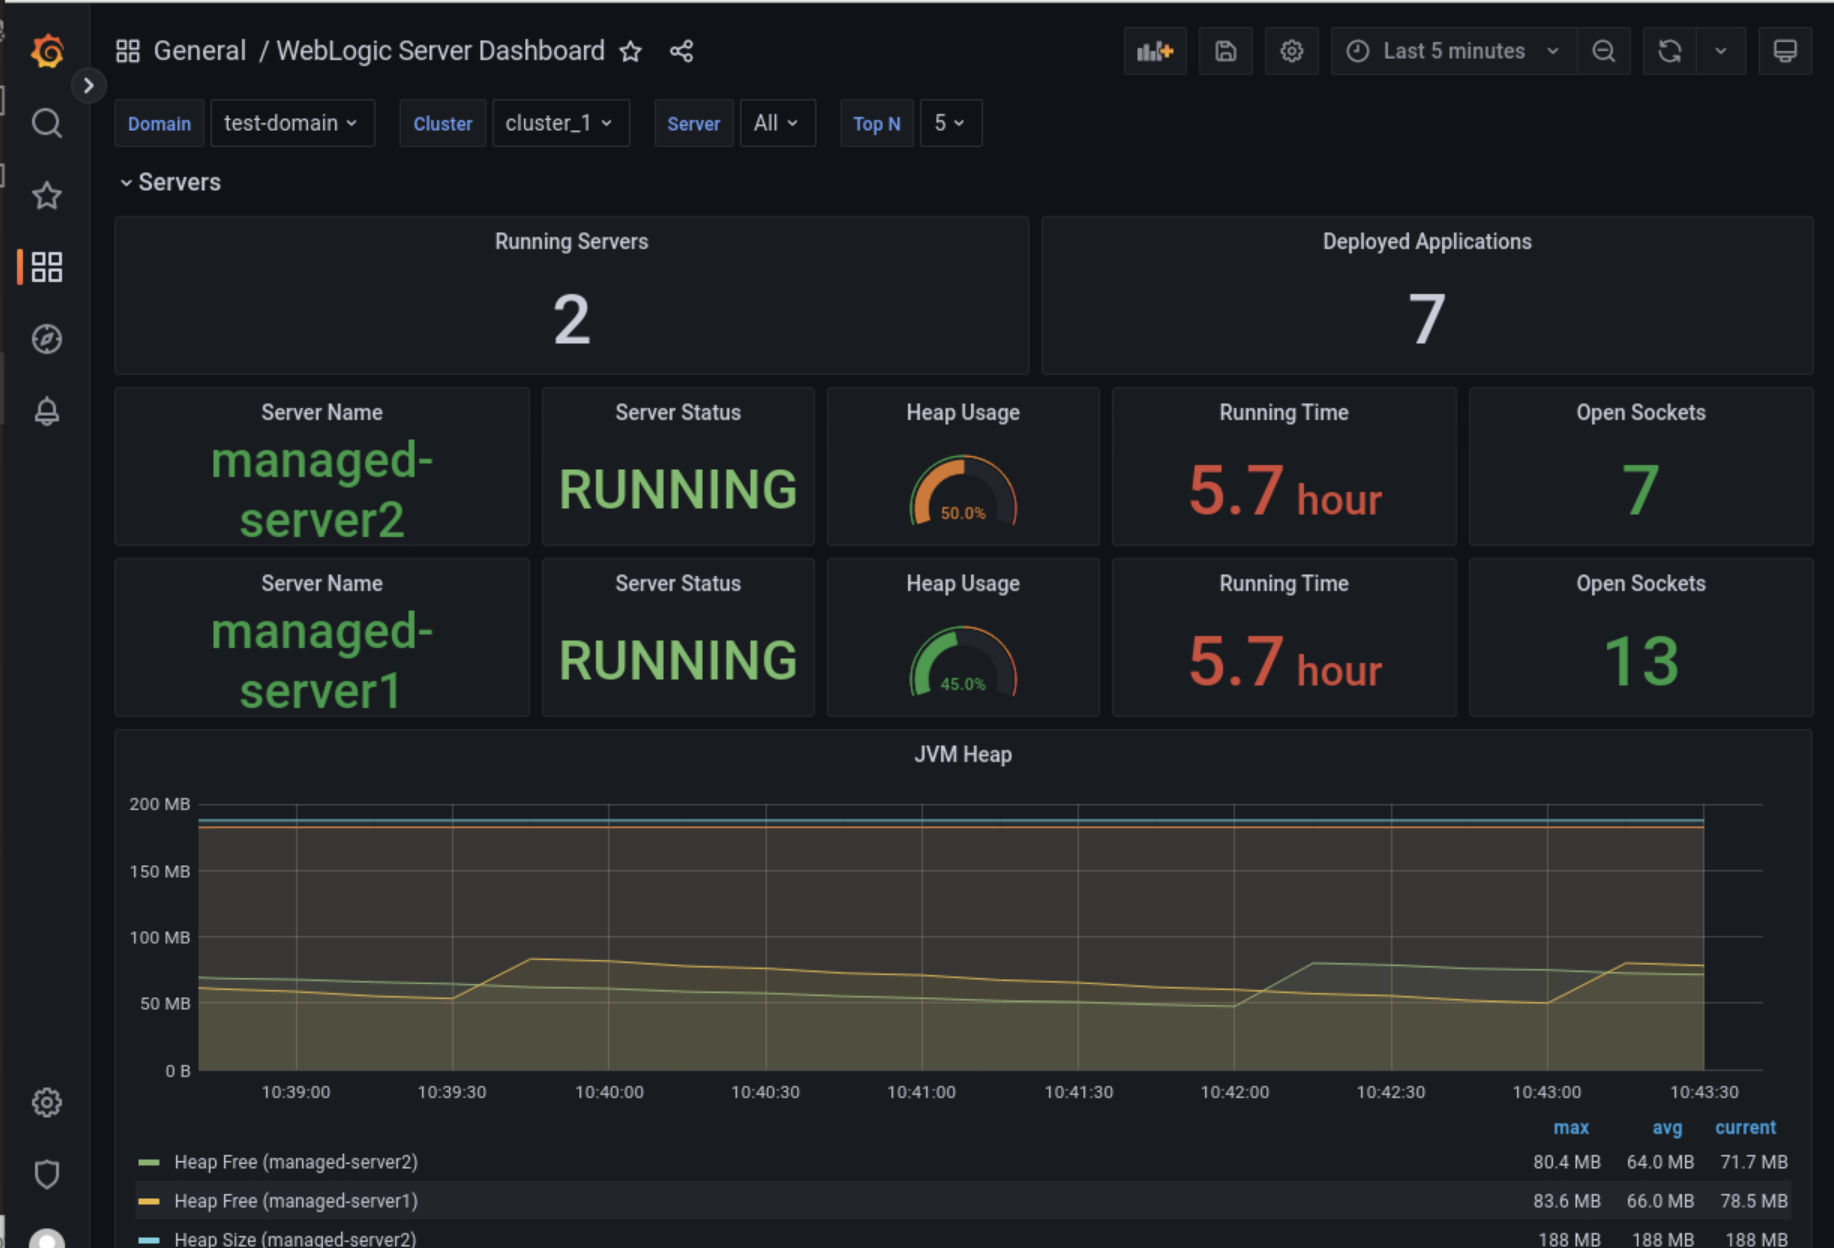 General / WebLogic Server Dashboard
Last 5 minutes
Domain test-domain Cluster cluster_1 Server All Top N 5
Servers
Running Servers
2
Deployed Applications
7
Server Name
managed-
server2
Server Status
RUNNING
Heap Usage
50.0%
Running Time
5.7 hour
Open Sockets
7
Server Name
managed-
server1
Server Status
RUNNING
Heap Usage
45.0%
Running Time
5.7 hour
Open Sockets
13
JVM Heap
200 MB
150 MB
100 MB
50 MB
0 B
10:39:00 10:39:30 10:40:00 10:40:30 10:41:00 10:41:30 10:42:00 10:42:30 10:43:00 10:43:30
max avg current
Heap Free (managed-server2) 80.4 MB 64.0 MB 71.7 MB
Heap Free (managed-server1) 83.6 MB 66.0 MB 78.5 MB
Heap Size (managed-server2) 188 MB 188 MB 188 MB